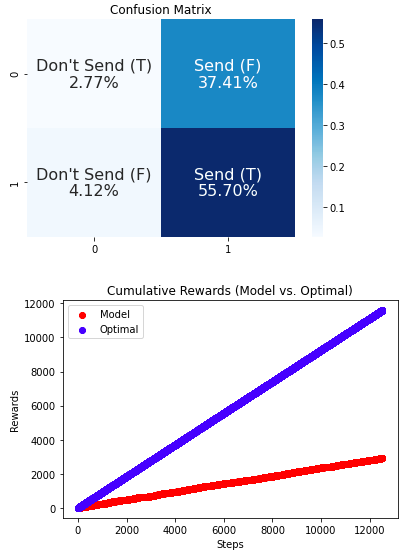 Confusion Matrix
Don't Send (T)
2.77%
Send (F)
37.41%
Don't Send (F)
4.12%
Send (T)
55.70%
0
1
0
1
0.5
0.4
0.3
0.2
0.1
Cumulative Rewards (Model vs. Optimal)
Model
Optimal
12000
10000
8000
6000
4000
2000
0
Rewards
0
2000
4000
6000
8000
10000
12000
Steps